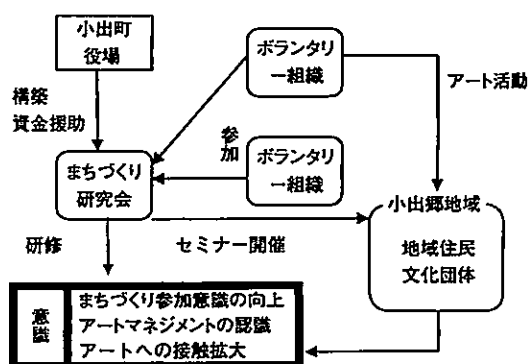 小出町
役場
ボランタリ
ー組織
アート活動
構築
資金援助
参加
ボランタリ
ー組織
まちづくり
研究会
小出郷地域
地域住民
文化団体
研修
セミナー開催
意識
まちづくり参加意識の向上
アートマネジメントの認識
アートへの接触拡大